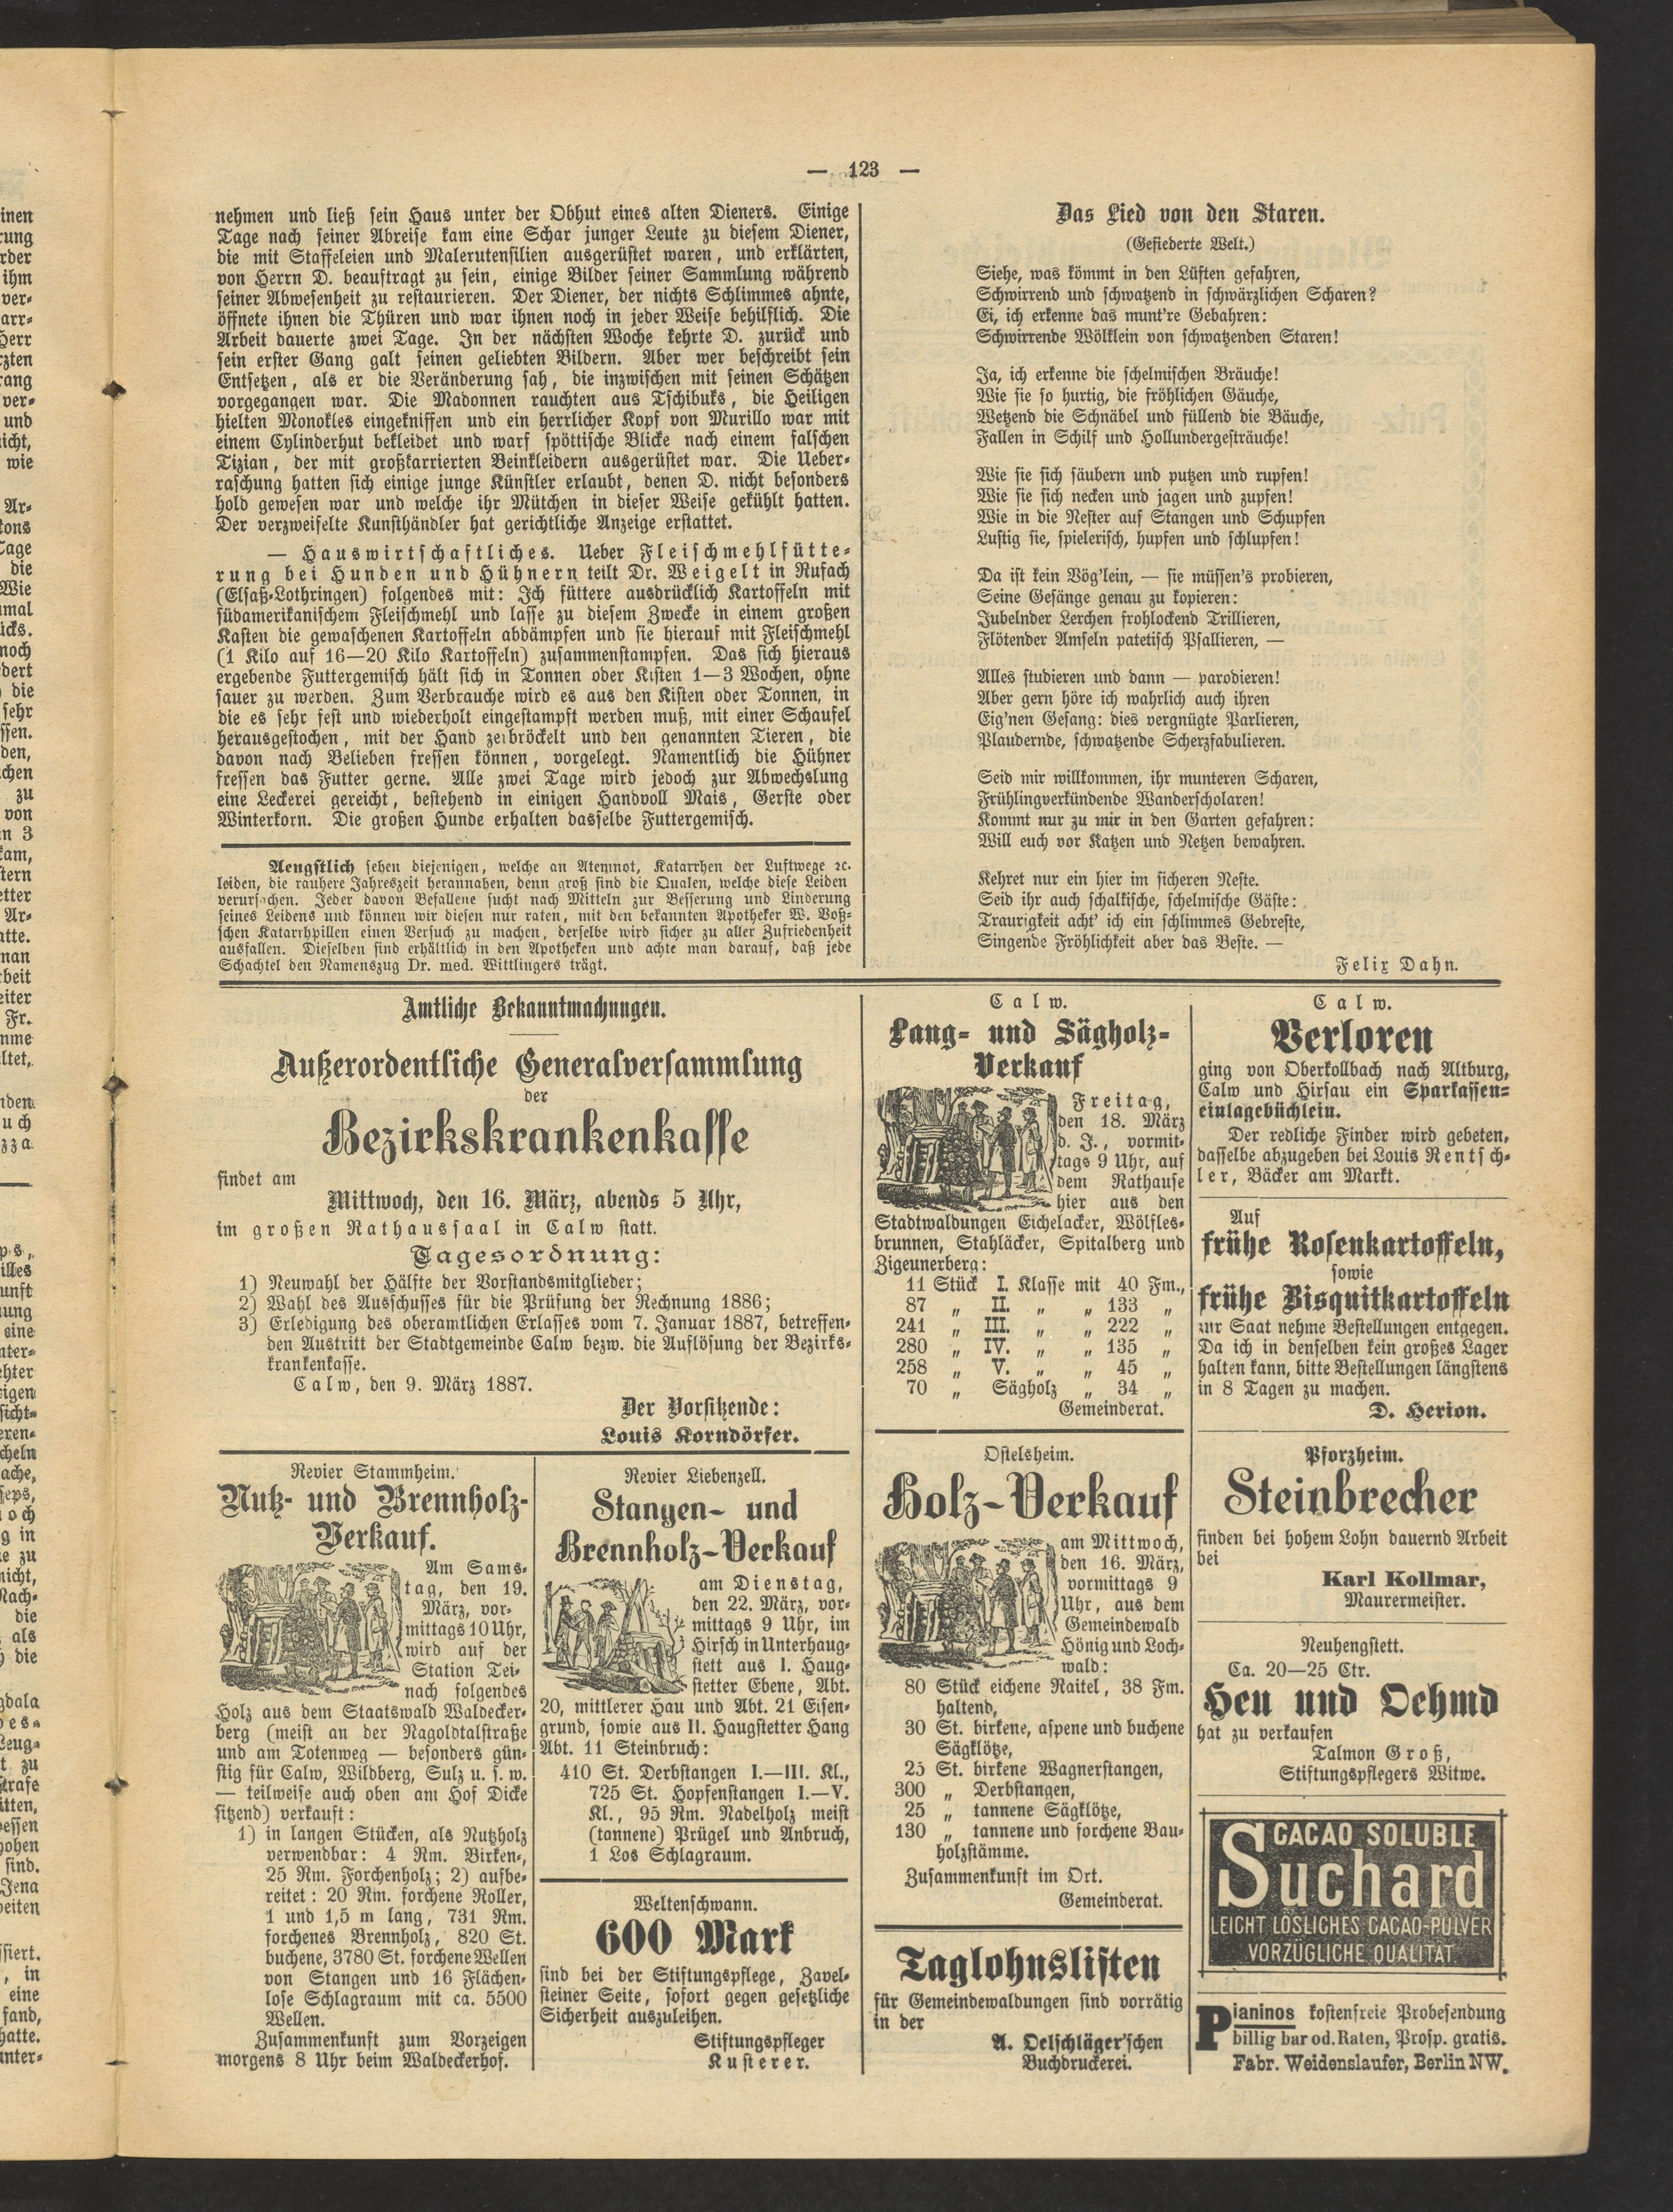 — 123 —
nehmen und ließ sein Haus unter der Obhut eines alten Dieners. Einige
Tage nach seiner Abreise kam eine Schar junger Leute zu diesem Diener,
die mit Staffeleien und Malerutensilien ausgerüstet waren, und erklärten,
von Herrn D. beauftragt zu sein, einige Bilder seiner Sammlung während
seiner Abwesenheit zu restaurieren. Der Diener, der nichts Schlimmes ahnte,
öffnete ihnen die Thüren und war ihnen noch in jeder Weise behilflich. Die
Arbeit dauerte zwei Tage. In der nächsten Woche kehrte D. zurück und
sein erster Gang galt seinen geliebten Bildern. Aber wer beschreibt sein
Entsetzen, als er die Veränderung sah, die inzwischen mit seinen Schätzen
vorgegangen war. Die Madonnen rauchten aus Tschibuks, die Heiligen
hielten Monokles eingekniffen und ein herrlicher Kopf von Murillo war mit
einem Cylinderhut bekleidet und warf spöttische Blicke nach einem falschen
Tizian, der mit großkarrierten Beinkleidern ausgerüstet war. Die Ueber-
raschung hatten sich einige junge Künstler erlaubt, denen D. nicht besonders
hold gewesen war und welche ihr Mütchen in dieser Weise gekühlt hatten.
Der verzweifelte Kunsthändler hat gerichtliche Anzeige erstattet.
— Hauswirtschaftliches. Ueber Fleischmehlfütte-
rung bei Hunden und Hühnern teilt Dr. Weigelt in Rufach
(Elsaß-Lothringen) folgendes mit: Ich füttere ausdrücklich Kartoffeln mit
südamerikanischem Fleischmehl und lasse zu diesem Zwecke in einem großen
Kasten die gewaschenen Kartoffeln abdämpfen und sie hierauf mit Fleischmehl
(1 Kilo auf 16—20 Kilo Kartoffeln) zusammenstampfen. Das sich hieraus
ergebende Futtergemisch hält sich in Tonnen oder Kisten 1—3 Wochen, ohne
sauer zu werden. Zum Verbrauche wird es aus den Kisten oder Tonnen, in
die es sehr fest und wiederholt eingestampft werden muß, mit einer Schaufel
herausgestochen, mit der Hand zerbröckelt und den genannten Tieren, die
davon nach Belieben fressen können, vorgelegt. Namentlich die Hühner
fressen das Futter gerne. Alle zwei Tage wird jedoch zur Abwechslung
eine Leckerei gereicht, bestehend in einigen Handvoll Mais, Gerste oder
Winterkorn. Die großen Hunde erhalten dasselbe Futtergemisch.
Aengstlich sehen diejenigen, welche an Atemnot, Katarrhen der Luftwege ꝛc.
leiden, die rauhere Jahreszeit herannahen, denn groß sind die Qualen, welche diese Leiden
verursachen. Jeder davon Befallene sucht nach Mitteln zur Besserung und Linderung
seines Leidens und können wir diesen nur raten, mit den bekannten Apotheker W. Voß-
schen Katarrhpillen einen Versuch zu machen, derselbe wird sicher zu aller Zufriedenheit
ausfallen. Dieselben sind erhältlich in den Apotheken und achte man darauf, daß jede
Schachtel den Namenszug Dr. med. Wittlingers trägt.
Das Lied von den Staren.
(Gefiederte Welt.)
Siehe, was kömmt in den Lüften gefahren,
Schwirrend und schwatzend in schwärzlichen Scharen?
Ei, ich erkenne das munt're Gebahren:
Schwirrende Wölklein von schwatzenden Staren!
Ja, ich erkenne die schelmischen Bräuche!
Wie sie so hurtig, die fröhlichen Gäuche,
Wetzend die Schnäbel und füllend die Bäuche,
Fallen in Schilf und Hollundergesträuche!
Wie sie sich säubern und putzen und rupfen!
Wie sie sich necken und jagen und zupfen!
Wie in die Nester auf Stangen und Schupfen
Lustig sie, spielerisch, hupfen und schlupfen!
Da ist kein Vög'lein, — sie müssen's probieren,
Seine Gesänge genau zu kopieren:
Jubelnder Lerchen frohlockend Trillieren,
Flötender Amseln patetisch Psallieren, —
Alles studieren und dann — parodieren!
Aber gern höre ich wahrlich auch ihren
Eig'nen Gesang: dies vergnügte Parlieren,
Plaudernde, schwatzende Scherzfabulieren.
Seid mir willkommen, ihr munteren Scharen,
Frühlingverkündende Wanderscholaren!
Kommt nur zu mir in den Garten gefahren:
Will euch vor Katzen und Netzen bewahren.
Kehret nur ein hier im sicheren Neste.
Seid ihr auch schalkische, schelmische Gäste:
Traurigkeit acht' ich ein schlimmes Gebreste,
Singende Fröhlichkeit aber das Beste. —
Felix Dahn.
Amtliche Bekanntmachungen.
Außerordentliche Generalversammlung
der
Bezirkskrankenkasse
findet am
Mittwoch, den 16. März, abends 5 Uhr,
im großen Rathaussaal in Calw statt.
Tagesordnung:
1) Neuwahl der Hälfte der Vorstandsmitglieder;
2) Wahl des Ausschusses für die Prüfung der Rechnung 1886;
3) Erledigung des oberamtlichen Erlasses vom 7. Januar 1887, betreffen-
den Austritt der Stadtgemeinde Calw bezw. die Auflösung der Bezirks-
krankenkasse.
Calw, den 9. März 1887.
Der Vorsitzende:
Louis Korndörfer.
Revier Stammheim.
Nutz- und Brennholz-
Verkauf.
Am Sams-
tag, den 19.
März, vor-
mittags 10 Uhr,
wird auf der
Station Tei-
nach folgendes
Holz aus dem Staatswald Waldecker-
berg (meist an der Nagoldtalstraße
und am Totenweg — besonders gün-
stig für Calw, Wildberg, Sulz u. s. w.
— teilweise auch oben am Hof Dicke
sitzend) verkauft:
1) in langen Stücken, als Nutzholz
verwendbar: 4 Rm. Birken-,
25 Rm. Forchenholz; 2) aufbe-
reitet: 20 Rm. forchene Roller,
1 und 1,5 m lang, 731 Rm.
forchenes Brennholz, 820 St.
buchene, 3780 St. forchene Wellen
von Stangen und 16 Flächen-
lose Schlagraum mit ca. 5500
Wellen.
Zusammenkunft zum Vorzeigen
morgens 8 Uhr beim Waldeckerhof.
Revier Liebenzell.
Stangen- und
Brennholz-Verkauf
am Dienstag,
den 22. März, vor-
mittags 9 Uhr, im
Hirsch in Unterhaug-
stett aus I. Haug-
stetter Ebene, Abt.
20, mittlerer Hau und Abt. 21 Eisen-
grund, sowie aus II. Haugstetter Hang
Abt. 11 Steinbruch:
410 St. Derbstangen I.—III. Kl.,
725 St. Hopfenstangen I.—V.
Kl., 95 Rm. Nadelholz meist
(tannene) Prügel und Anbruch,
1 Los Schlagraum.
Weltenschwann.
600 Mark
sind bei der Stiftungspflege, Zavel-
steiner Seite, sofort gegen gesetzliche
Sicherheit auszuleihen.
Stiftungspfleger
Kusterer.
Calw.
Lang- und Sägholz-
Verkauf
Freitag,
den 18. März
d. J., vormit-
tags 9 Uhr, auf
dem Rathause
hier aus den
Stadtwaldungen Eichelacker, Wölfles-
brunnen, Stahläcker, Spitalberg und
Zigeunerberg:
11 Stück I. Klasse mit 40 Fm.,
87 „ II. „ „ 133 „
241 „ III. „ „ 222 „
280 „ IV. „ „ 135 „
258 „ V. „ „ 45 „
70 „ Sägholz „ 34 „
Gemeinderat.
Ostelsheim.
Holz-Verkauf
am Mittwoch,
den 16. März,
vormittags 9
Uhr, aus dem
Gemeindewald
Hönig und Loch-
wald:
80 Stück eichene Raitel, 38 Fm.
haltend,
30 St. birkene, aspene und buchene
Sägklötze,
25 St. birkene Wagnerstangen,
300 „ Derbstangen,
25 „ tannene Sägklötze,
130 „ tannene und forchene Bau-
holzstämme.
Zusammenkunft im Ort.
Gemeinderat.
Taglohnslisten
für Gemeindewaldungen sind vorrätig
in der
A. Oelschläger'schen
Buchdruckerei.
Calw.
Verloren
ging von Oberkollbach nach Altburg,
Calw und Hirsau ein Sparkassen-
einlagebüchlein.
Der redliche Finder wird gebeten,
dasselbe abzugeben bei Louis Rentsch-
ler, Bäcker am Markt.
Auf
frühe Rosenkartoffeln,
sowie
frühe Bisquitkartoffeln
zur Saat nehme Bestellungen entgegen.
Da ich in denselben kein großes Lager
halten kann, bitte Bestellungen längstens
in 8 Tagen zu machen.
D. Herion.
Pforzheim.
Steinbrecher
finden bei hohem Lohn dauernd Arbeit
bei
Karl Kollmar,
Maurermeister.
Neuhengstett.
Ca. 20—25 Ctr.
Heu und Oehmd
hat zu verkaufen
Talmon Groß,
Stiftungspflegers Witwe.
CACAO SOLUBLE
Suchard
LEICHT LÖSLICHES CACAO-PULVER
VORZÜGLICHE QUALITÄT
Pianinos kostenfreie Probesendung
billig bar od. Raten, Prosp. gratis.
Fabr. Weidenslaufer, Berlin NW.